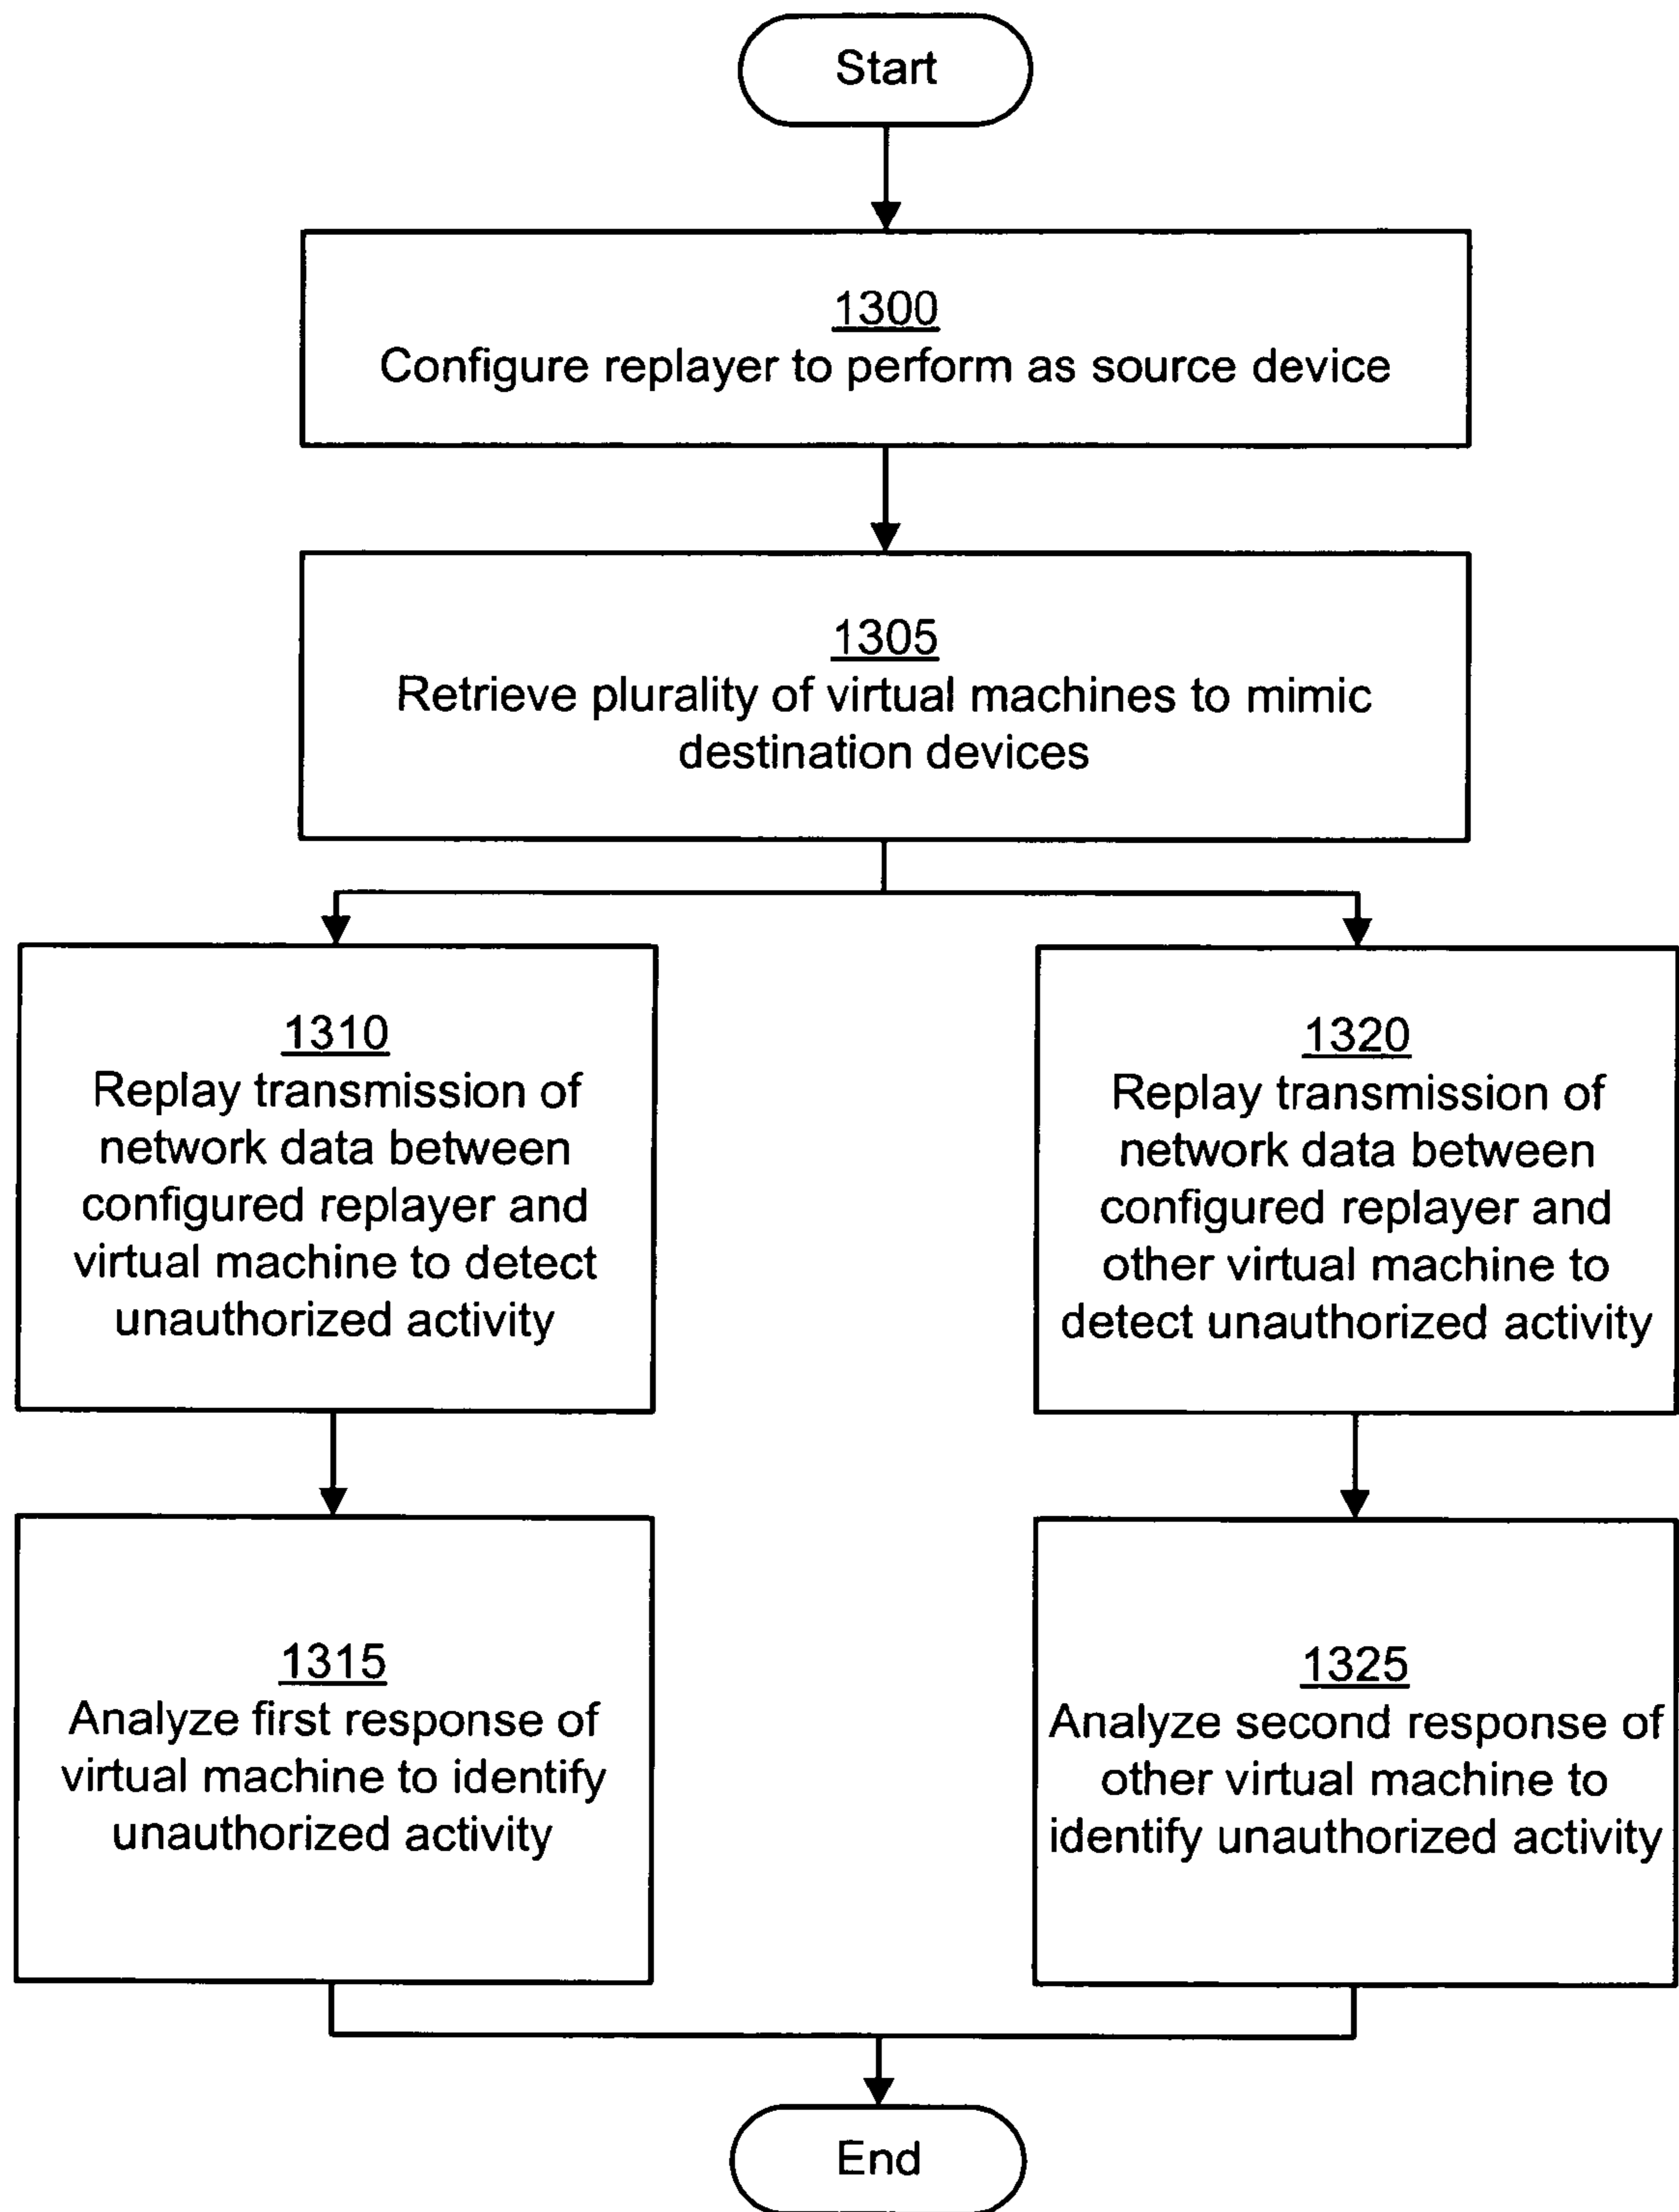 Start
1300
Configure replayer to perform as source device
1305
Retrieve plurality of virtual machines to mimic
destination devices
1310
Replay transmission of
network data between
configured replayer and
virtual machine to detect
unauthorized activity
1320
Replay transmission of
network data between
configured replayer and
other virtual machine to
detect unauthorized activity
1315
Analyze first response of
virtual machine to identify
unauthorized activity
1325
Analyze second response of
other virtual machine to
identify unauthorized activity
End